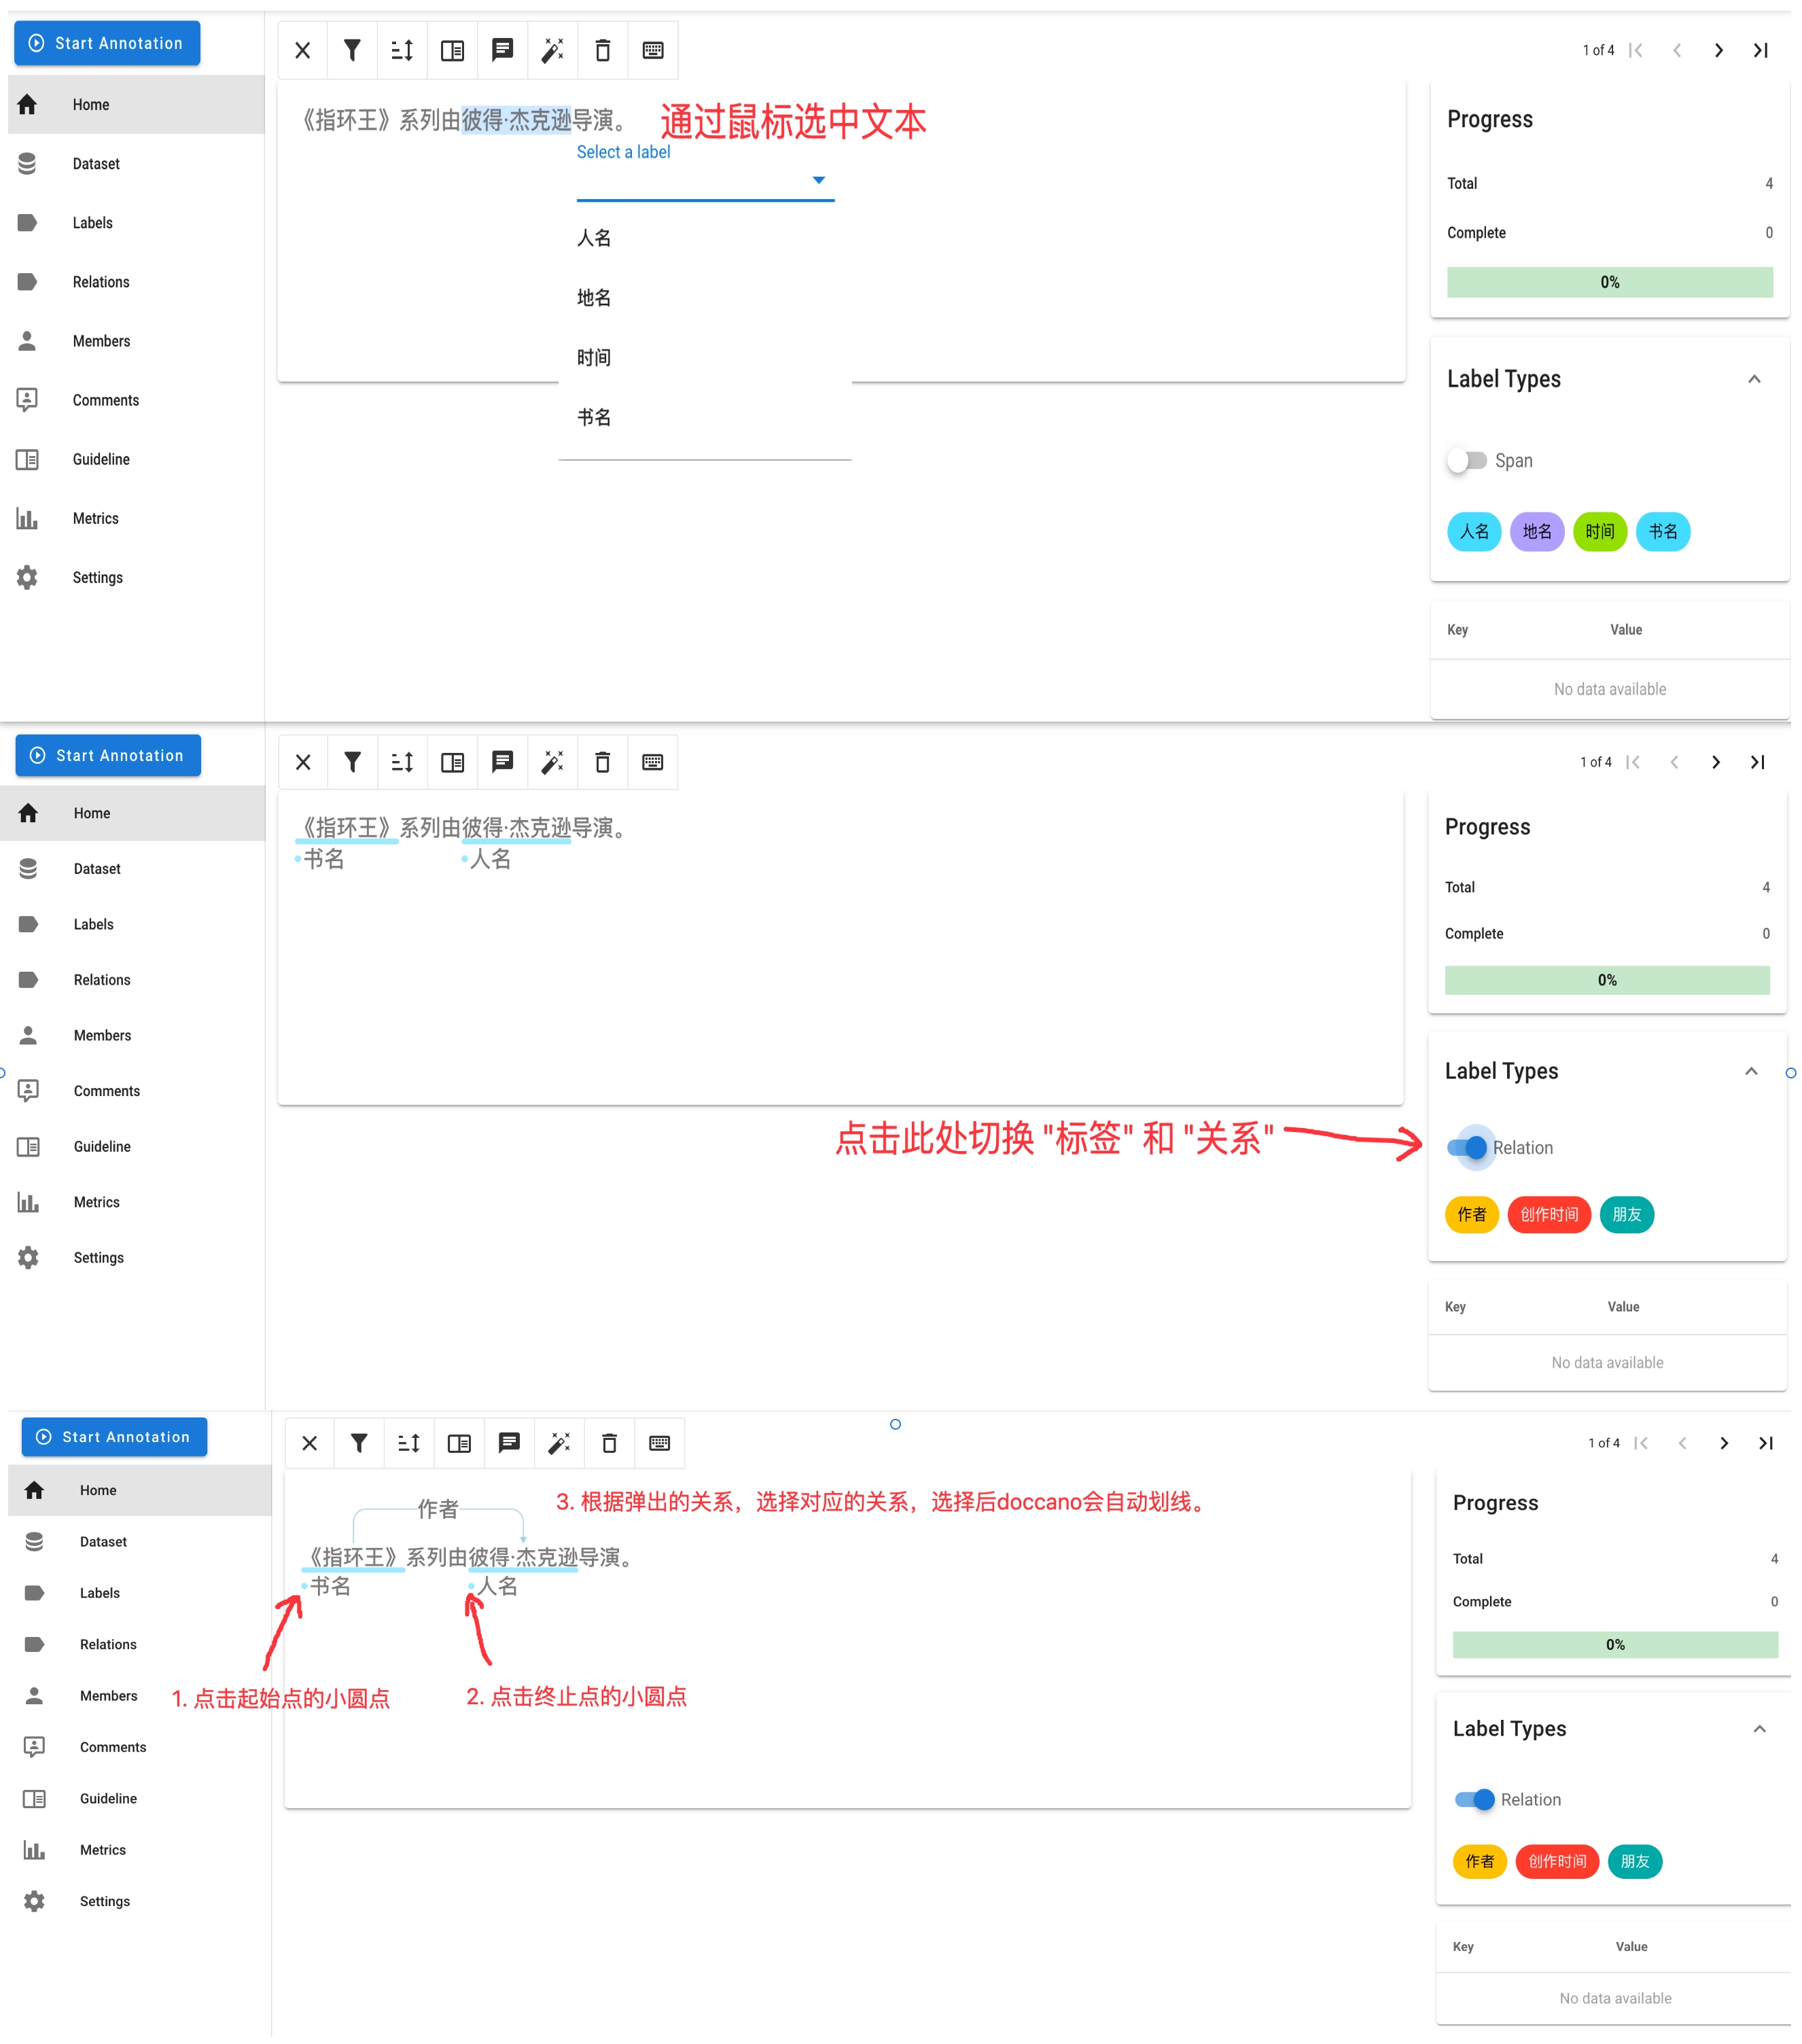 Start Annotation
1 of 4
Home
Dataset
Labels
Relations
Members
Comments
Guideline
Metrics
Settings
《指环王》系列由彼得·杰克逊导演。
通过鼠标选中文本
Select a label
人名
地名
时间
书名
Progress
Total 4
Complete 0
0%
Label Types
Span
人名 地名 时间 书名
Key Value
No data available
Start Annotation
1 of 4
Home
Dataset
Labels
Relations
Members
Comments
Guideline
Metrics
Settings
《指环王》系列由彼得·杰克逊导演。
书名 人名
点击此处切换 "标签" 和 "关系"
Progress
Total 4
Complete 0
0%
Label Types
Relation
作者 创作时间 朋友
Key Value
No data available
Start Annotation
1 of 4
Home
Dataset
Labels
Relations
Members
Comments
Guideline
Metrics
Settings
作者
3. 根据弹出的关系，选择对应的关系，选择后doccano会自动划线。
《指环王》系列由彼得·杰克逊导演。
书名 人名
1. 点击起始点的小圆点
2. 点击终止点的小圆点
Progress
Total 4
Complete 0
0%
Label Types
Relation
作者 创作时间 朋友
Key Value
No data available